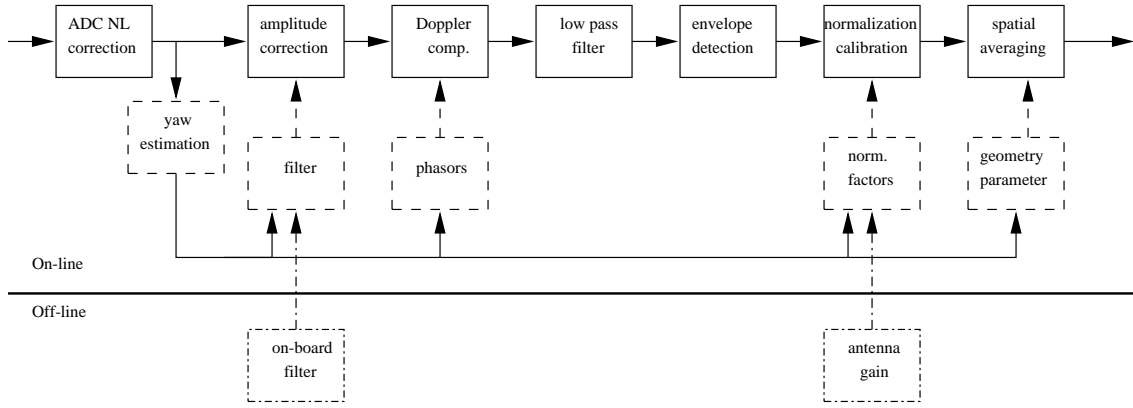 ADC NL
correction
amplitude
correction
Doppler
comp.
low pass
filter
envelope
detection
normalization
calibration
spatial
averaging
yaw
estimation
filter
phasors
norm.
factors
geometry
parameter
On-line
Off-line
on-board
filter
antenna
gain